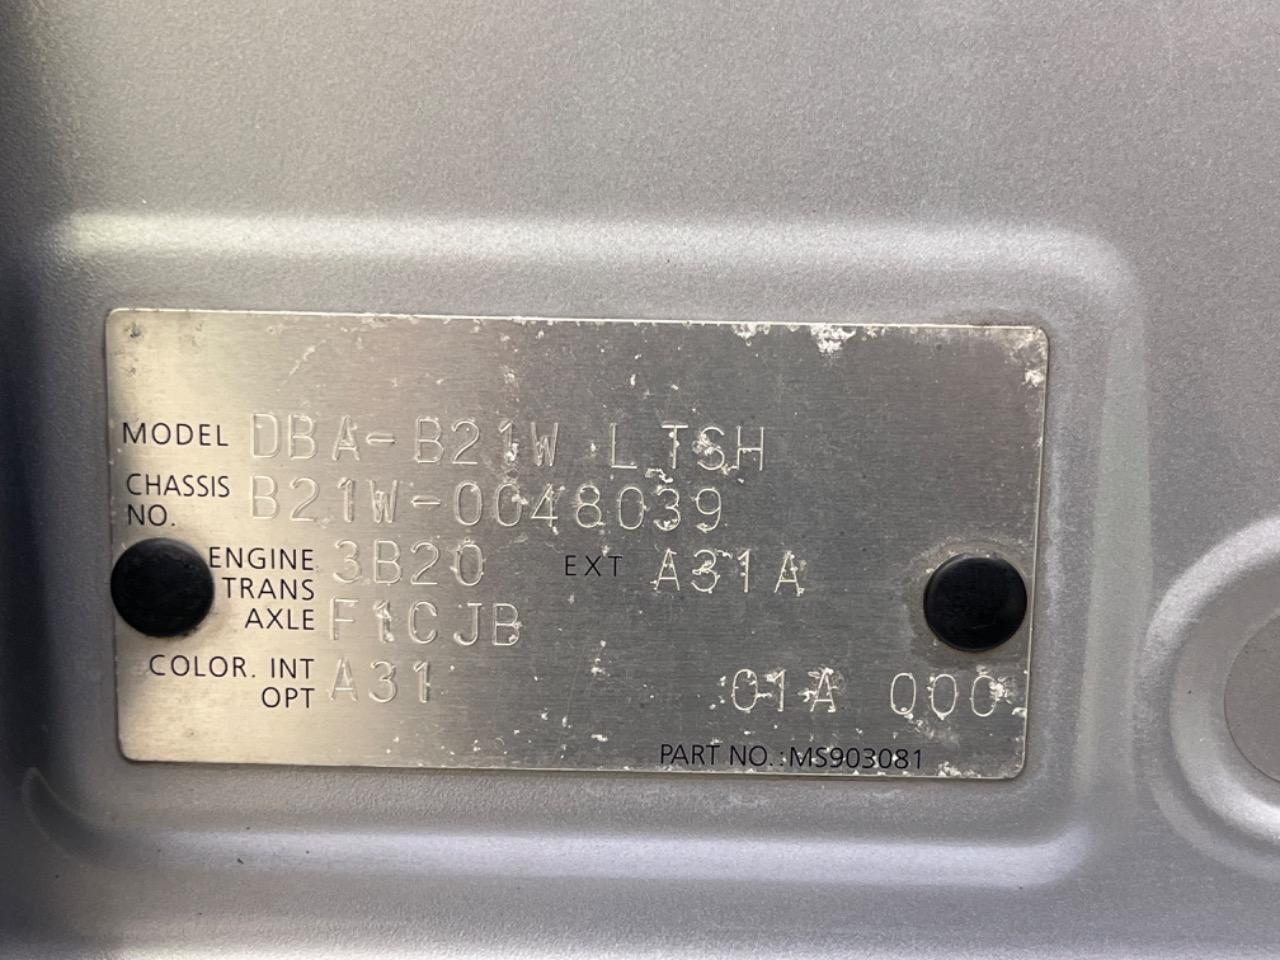 MODEL DBA-B21W LTSH
CHASSIS NO. B21W-0048039
ENGINE 3B20 EXT A31A
TRANS AXLE F1CJB
COLOR. INT OPT A31 01A 000
PART NO.:MS903081